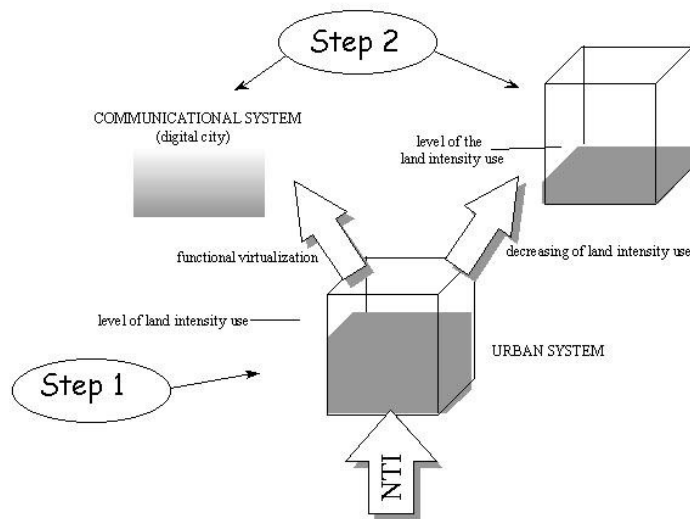 Step 2
COMMUNICATIONAL SYSTEM
(digital city)
level of the
land intensity use
functional virtualization
decreasing of land intensity use
level of land intensity use
URBAN SYSTEM
Step 1
NTI